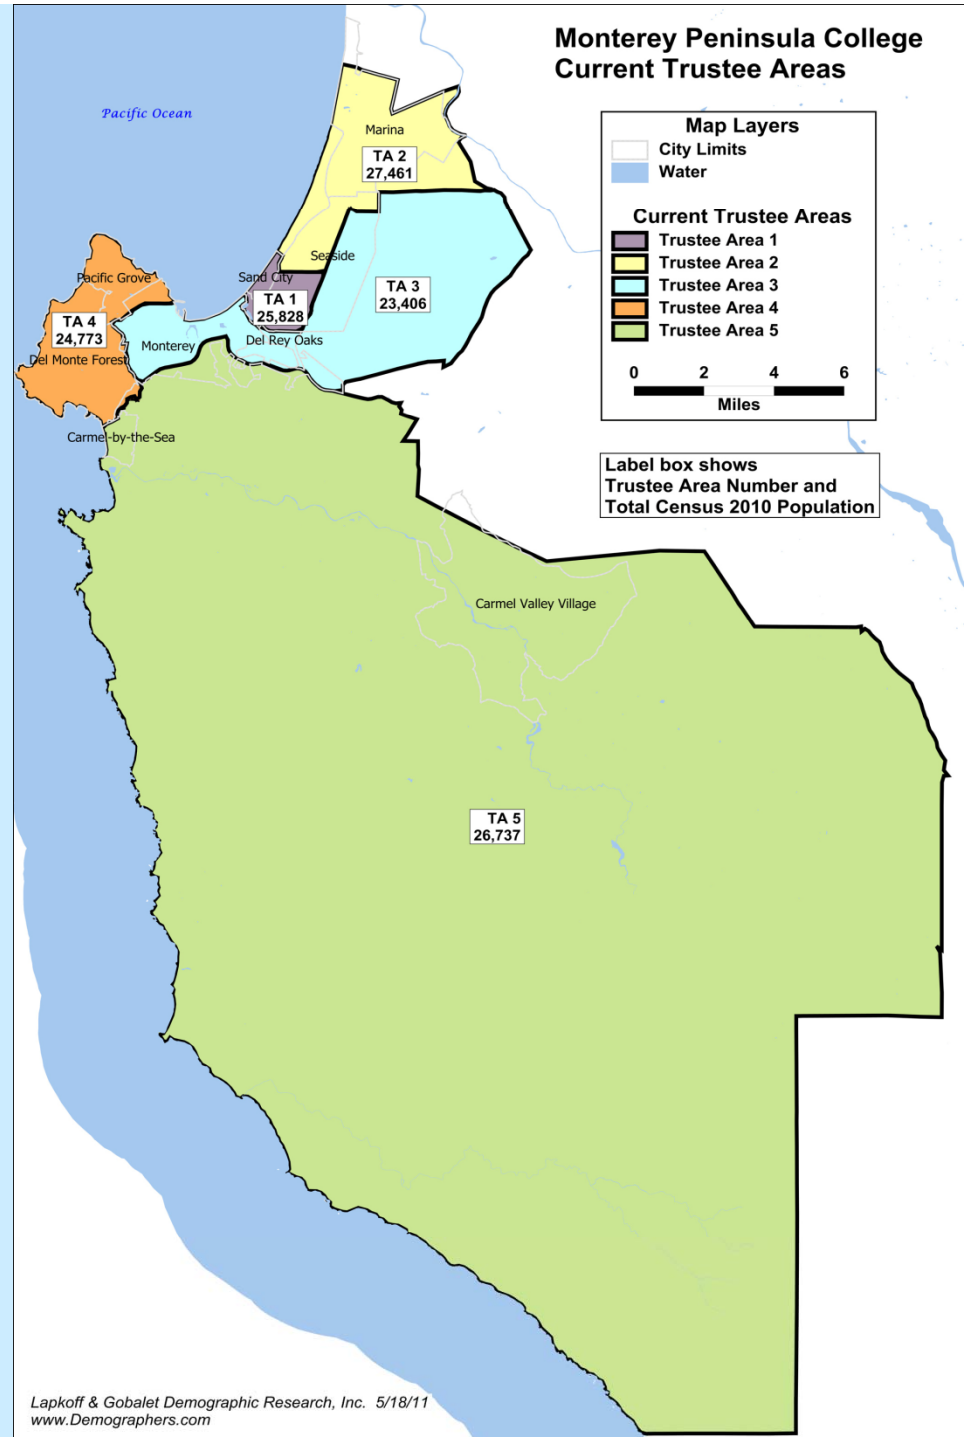 Monterey Peninsula College
Current Trustee Areas
Pacific Ocean
Map Layers
City Limits
Water
Current Trustee Areas
Trustee Area 1
Trustee Area 2
Trustee Area 3
Trustee Area 4
Trustee Area 5
0 2 4 6
Miles
Label box shows
Trustee Area Number and
Total Census 2010 Population
Marina
TA 2
27,461
Seaside
Sand City
TA 1
25,828
TA 3
23,406
Pacific Grove
TA 4
24,773
Del Monte Forest
Monterey
Del Rey Oaks
Carmel-by-the-Sea
Carmel Valley Village
TA 5
26,737
Lapkoff & Gobalet Demographic Research, Inc. 5/18/11
www.Demographers.com